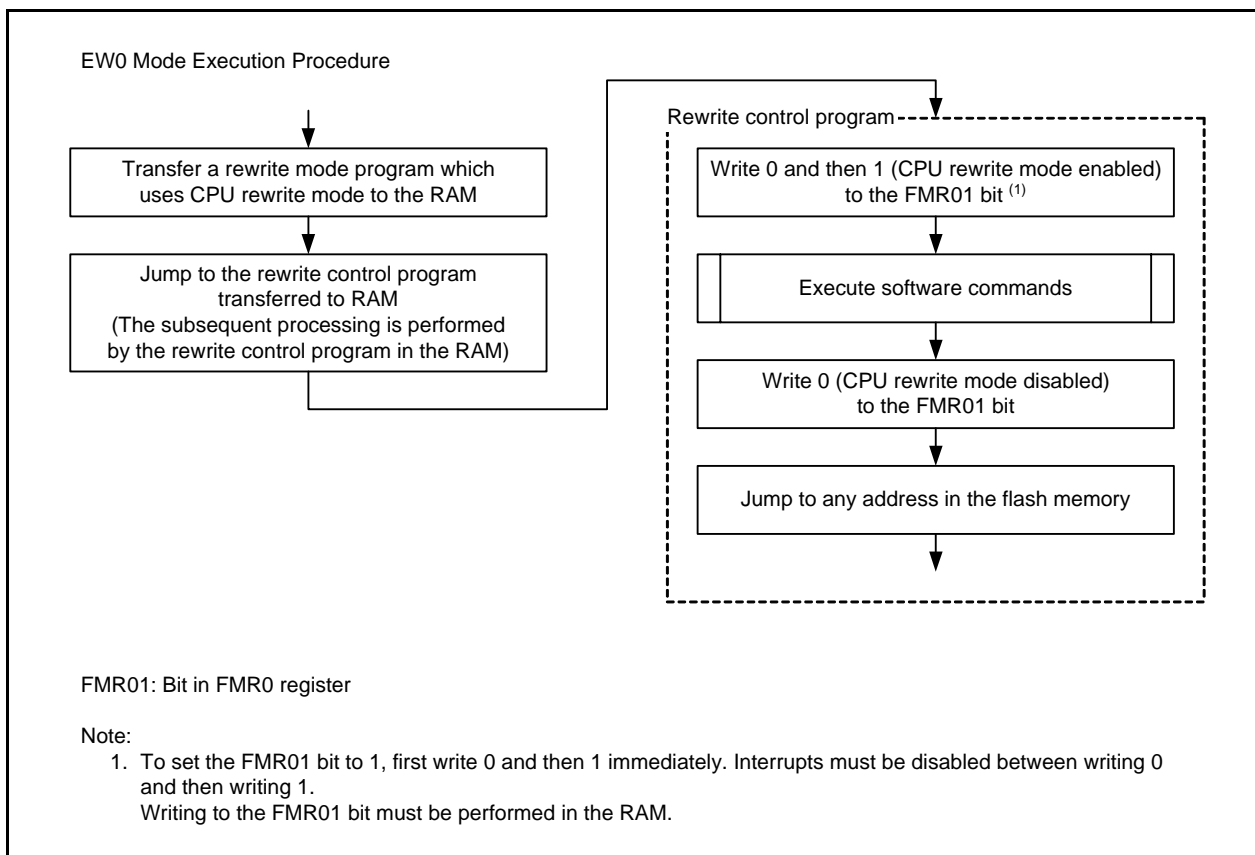 EW0 Mode Execution Procedure
Transfer a rewrite mode program which
uses CPU rewrite mode to the RAM
Jump to the rewrite control program
transferred to RAM
(The subsequent processing is performed
by the rewrite control program in the RAM)
Rewrite control program
Write 0 and then 1 (CPU rewrite mode enabled)
to the FMR01 bit (1)
Execute software commands
Write 0 (CPU rewrite mode disabled)
to the FMR01 bit
Jump to any address in the flash memory
FMR01: Bit in FMR0 register
Note:
1. To set the FMR01 bit to 1, first write 0 and then 1 immediately. Interrupts must be disabled between writing 0
and then writing 1.
Writing to the FMR01 bit must be performed in the RAM.